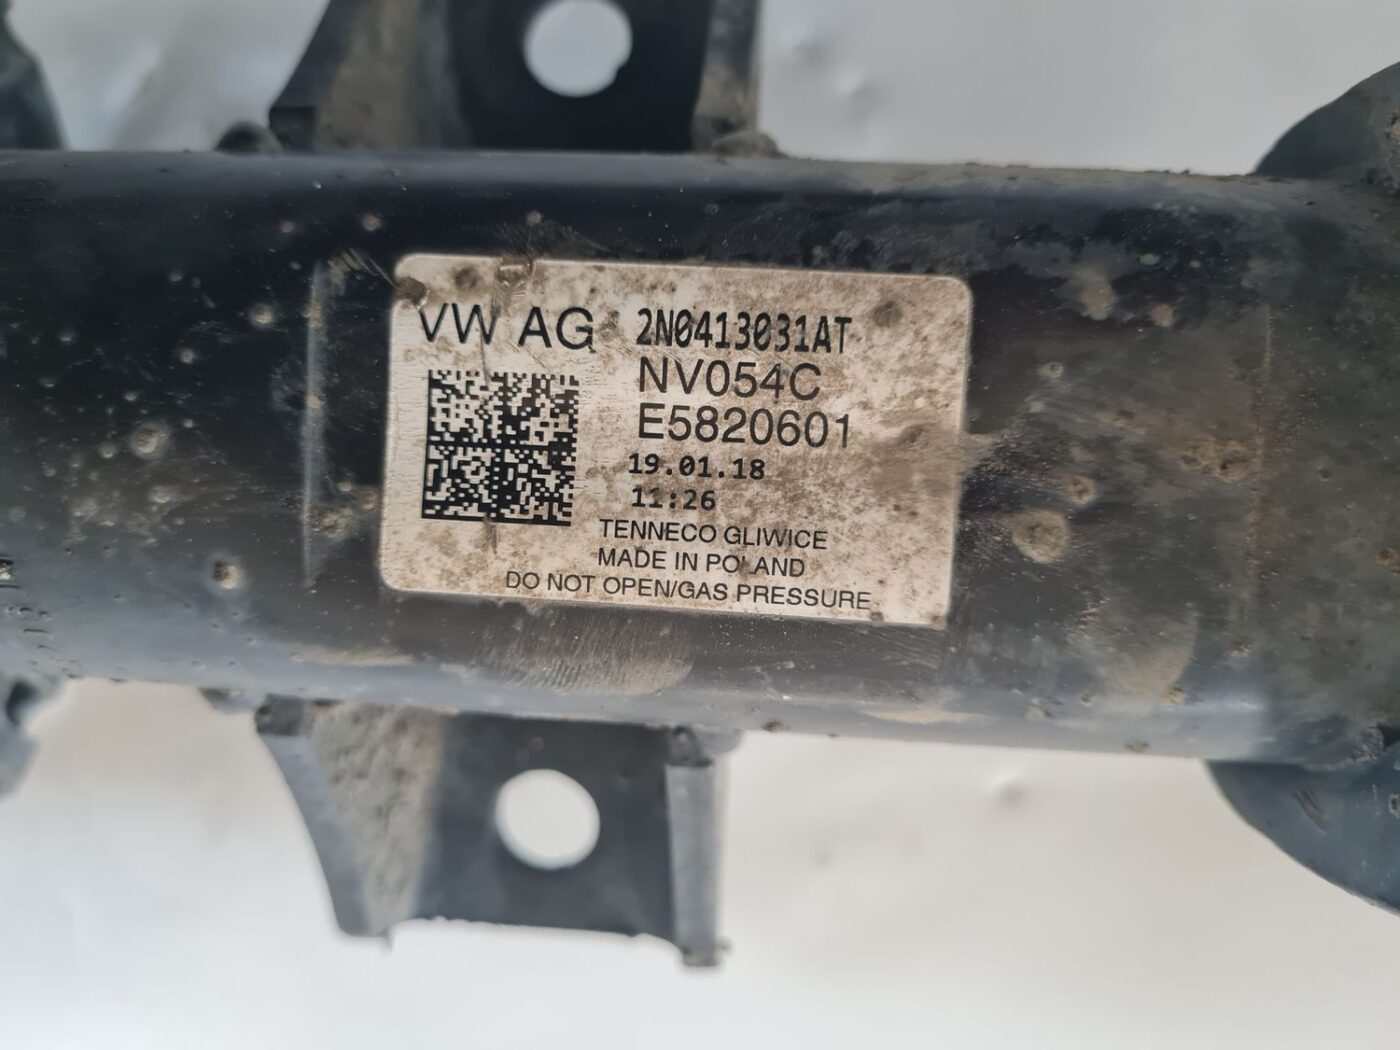 VW AG 2N0413031AT
NV054C
E5820601
19.01.18
11:26
TENNECO GLIWICE
MADE IN POLAND
DO NOT OPEN/GAS PRESSURE